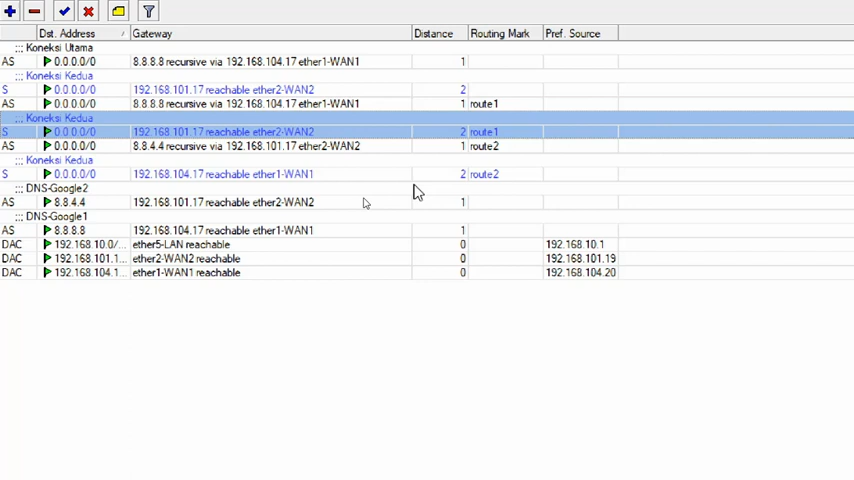 Dst. Address / Gateway Distance Routing Mark Pref. Source
;;; Koneksi Utama
AS 0.0.0.0/0 8.8.8.8 recursive via 192.168.104.17 ether1-WAN1 1
;;; Koneksi Kedua
S 0.0.0.0/0 192.168.101.17 reachable ether2-WAN2 2
AS 0.0.0.0/0 8.8.8.8 recursive via 192.168.104.17 ether1-WAN1 1 route1
;;; Koneksi Kedua
S 0.0.0.0/0 192.168.101.17 reachable ether2-WAN2 2 route1
AS 0.0.0.0/0 8.8.4.4 recursive via 192.168.101.17 ether2-WAN2 1 route2
;;; Koneksi Kedua
S 0.0.0.0/0 192.168.104.17 reachable ether1-WAN1 2 route2
;;; DNS-Google2
AS 8.8.4.4 192.168.101.17 reachable ether2-WAN2 1
;;; DNS-Google1
AS 8.8.8.8 192.168.104.17 reachable ether1-WAN1 1
DAC 192.168.10.0/... ether5-LAN reachable 0 192.168.10.1
DAC 192.168.101.1... ether2-WAN2 reachable 0 192.168.101.19
DAC 192.168.104.1... ether1-WAN1 reachable 0 192.168.104.20